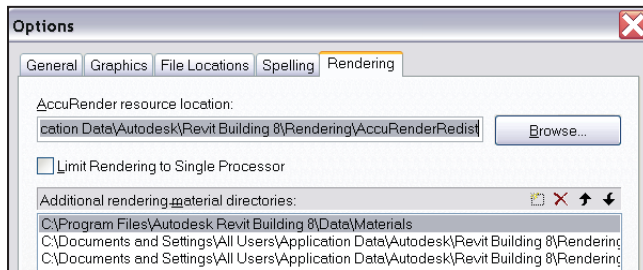 Options
General Graphics File Locations Spelling Rendering
AccuRender resource location:
cation Data\Autodesk\Revit Building 8\Rendering\AccuRenderRedist
Browse...
Limit Rendering to Single Processor
Additional rendering material directories:
C:\Program Files\Autodesk Revit Building 8\Data\Materials
C:\Documents and Settings\All Users\Application Data\Autodesk\Revit Building 8\Rendering
C:\Documents and Settings\All Users\Application Data\Autodesk\Revit Building 8\Rendering